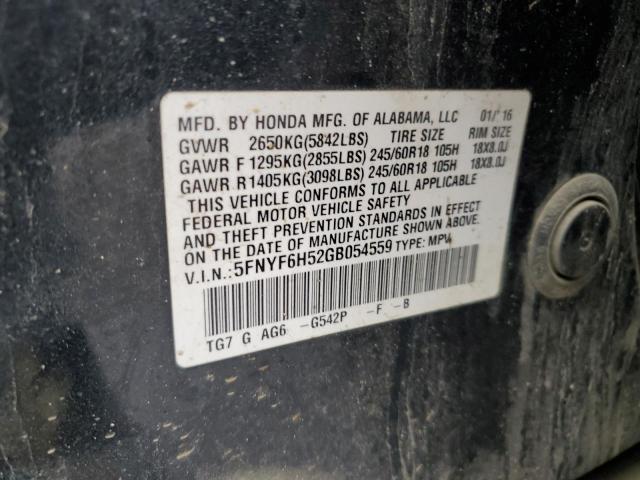 MFD. BY HONDA MFG. OF ALABAMA, LLC 01/'16
GVWR 2650KG(5842LBS) TIRE SIZE RIM SIZE
GAWR F 1295KG(2855LBS) 245/60R18 105H 18X8.0J
GAWR R 1405KG(3098LBS) 245/60R18 105H 18X8.0J
THIS VEHICLE CONFORMS TO ALL APPLICABLE
FEDERAL MOTOR VEHICLE SAFETY
AND THEFT PREVENTION STANDARDS IN EFFECT
ON THE DATE OF MANUFACTURE SHOWN ABOVE.
V.I.N.:5FNYF6H52GB054559 TYPE: MPV
TG7 G AG6 -G542P -F -B